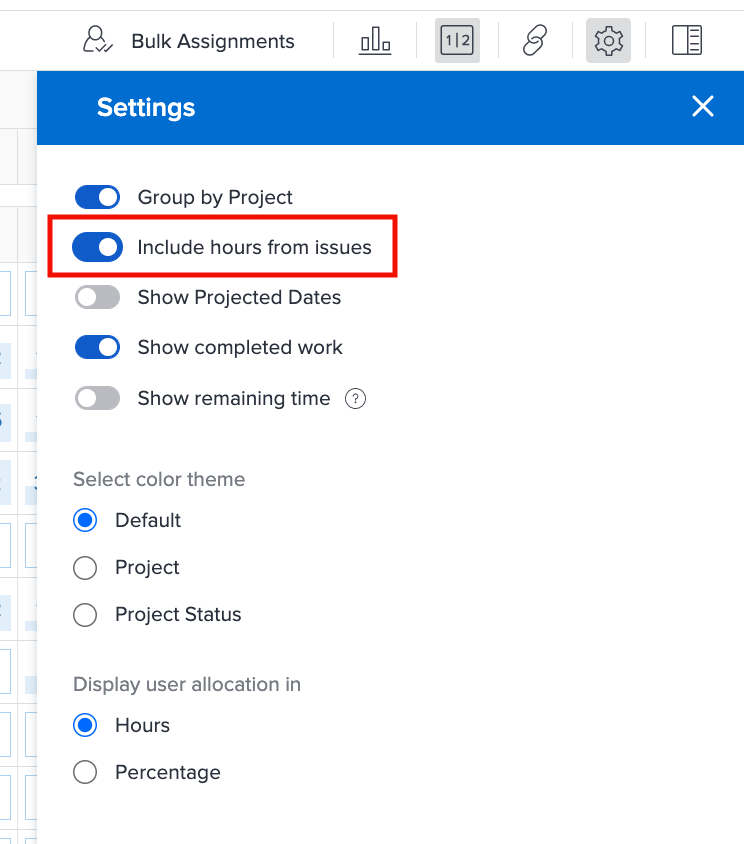 Bulk Assignments
1|2
Settings
Group by Project
Include hours from issues
Show Projected Dates
Show completed work
Show remaining time ?
Select color theme
Default
Project
Project Status
Display user allocation in
Hours
Percentage